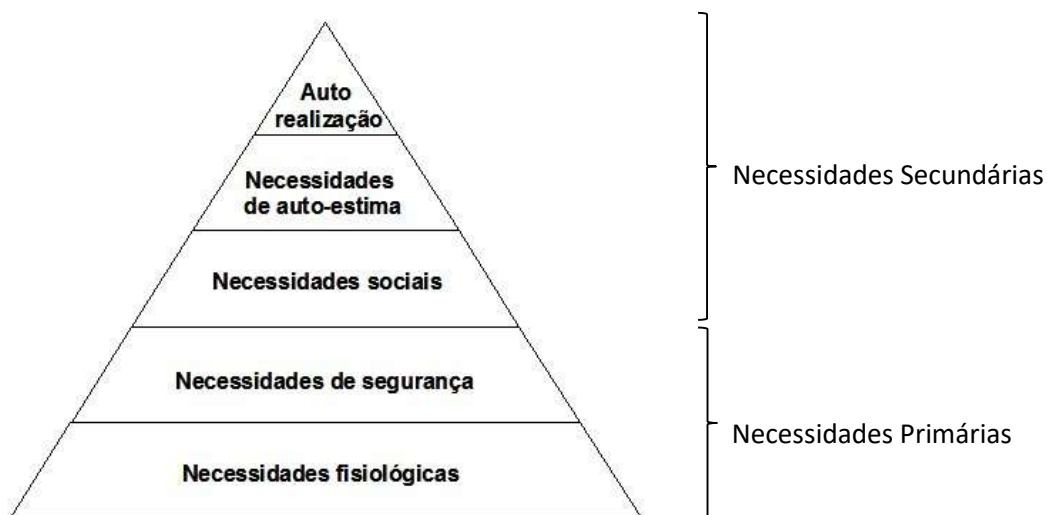 Auto
realização
Necessidades
de auto-estima
Necessidades Secundárias
Necessidades sociais
Necessidades de segurança
Necessidades Primárias
Necessidades fisiológicas